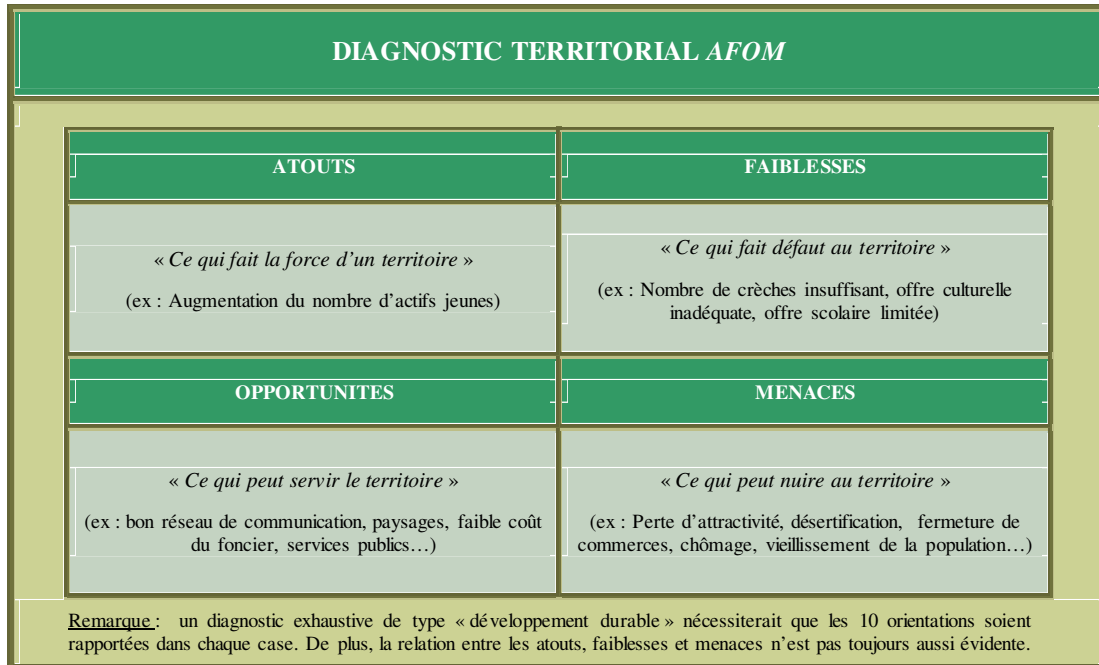 DIAGNOSTIC TERRITORIAL AFOM
ATOUTS
FAIBLESSES
« Ce qui fait la force d'un territoire »
(ex : Augmentation du nombre d'actifs jeunes)
« Ce qui fait défaut au territoire »
(ex : Nombre de crèches insuffisant, offre culturelle
inadéquate, offre scolaire limitée)
OPPORTUNITES
MENACES
« Ce qui peut servir le territoire »
(ex : bon réseau de communication, paysages, faible coût
du foncier, services publics…)
« Ce qui peut nuire au territoire »
(ex : Perte d'attractivité, désertification, fermeture de
commerces, chômage, vieillissement de la population…)
Remarque : un diagnostic exhaustive de type « développement durable » nécessiterait que les 10 orientations soient
rapportées dans chaque case. De plus, la relation entre les atouts, faiblesses et menaces n'est pas toujours aussi évidente.